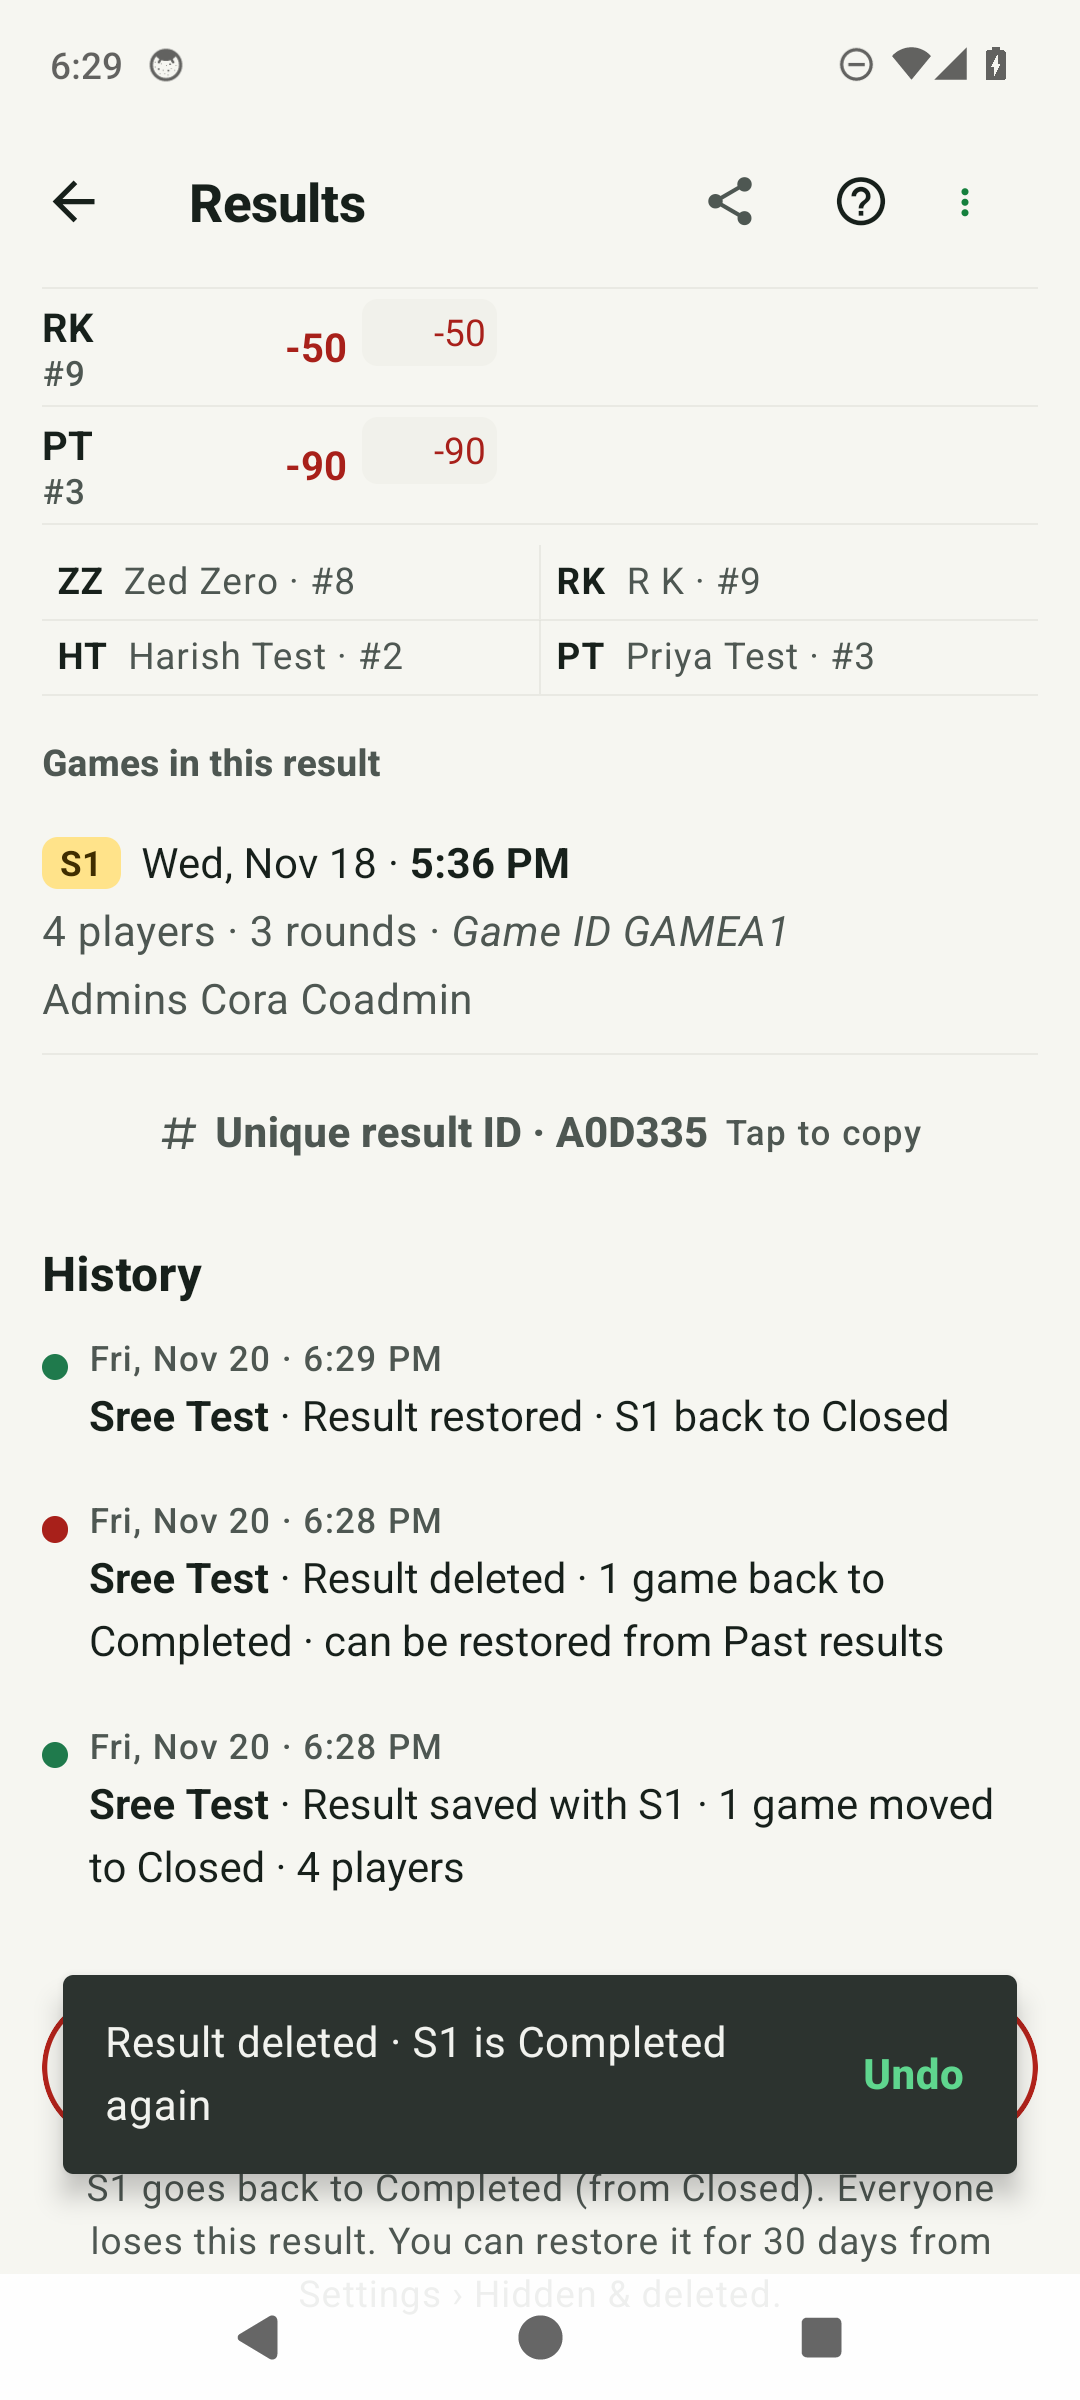 6:29
Results
RK
#9
-50 -50
PT
#3
-90 -90
ZZ Zed Zero · #8
RK R K · #9
HT Harish Test · #2
PT Priya Test · #3
Games in this result
S1 Wed, Nov 18 · 5:36 PM
4 players · 3 rounds · Game ID GAMEA1
Admins Cora Coadmin
# Unique result ID · A0D335 Tap to copy
History
Fri, Nov 20 · 6:29 PM
Sree Test · Result restored · S1 back to Closed
Fri, Nov 20 · 6:28 PM
Sree Test · Result deleted · 1 game back to
Completed · can be restored from Past results
Fri, Nov 20 · 6:28 PM
Sree Test · Result saved with S1 · 1 game moved
to Closed · 4 players
Result deleted · S1 is Completed
again
Undo
S1 goes back to Completed (from Closed). Everyone
loses this result. You can restore it for 30 days from
Settings › Hidden & deleted.